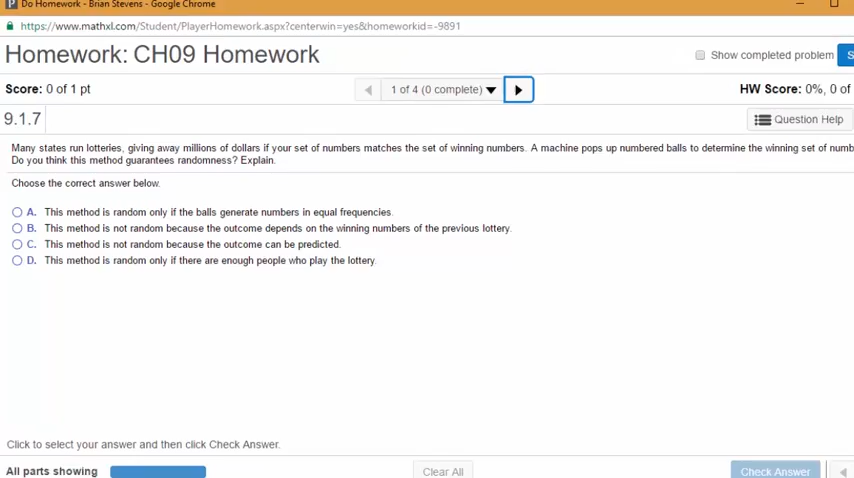 Do Homework - Brian Stevens - Google Chrome
https://www.mathxl.com/Student/PlayerHomework.aspx?centerwin=yes&homeworkid=-9891
Homework: CH09 Homework
Show completed problem
S
Score: 0 of 1 pt
1 of 4 (0 complete)
HW Score: 0%, 0 of
9.1.7
Question Help
Many states run lotteries, giving away millions of dollars if your set of numbers matches the set of winning numbers. A machine pops up numbered balls to determine the winning set of numb
Do you think this method guarantees randomness? Explain.
Choose the correct answer below.
A. This method is random only if the balls generate numbers in equal frequencies.
B. This method is not random because the outcome depends on the winning numbers of the previous lottery.
C. This method is not random because the outcome can be predicted.
D. This method is random only if there are enough people who play the lottery.
Click to select your answer and then click Check Answer.
All parts showing
Clear All
Check Answer